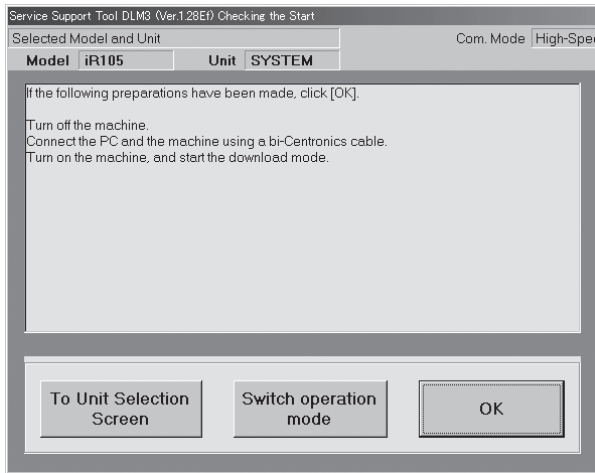 Service Support Tool DLM3 (Ver.1.28Ef) Checking the Start
Selected Model and Unit
Com. Mode High-Spe
Model iR105 Unit SYSTEM
If the following preparations have been made, click [OK].
Turn off the machine.
Connect the PC and the machine using a bi-Centronics cable.
Turn on the machine, and start the download mode.
To Unit Selection Screen
Switch operation mode
OK